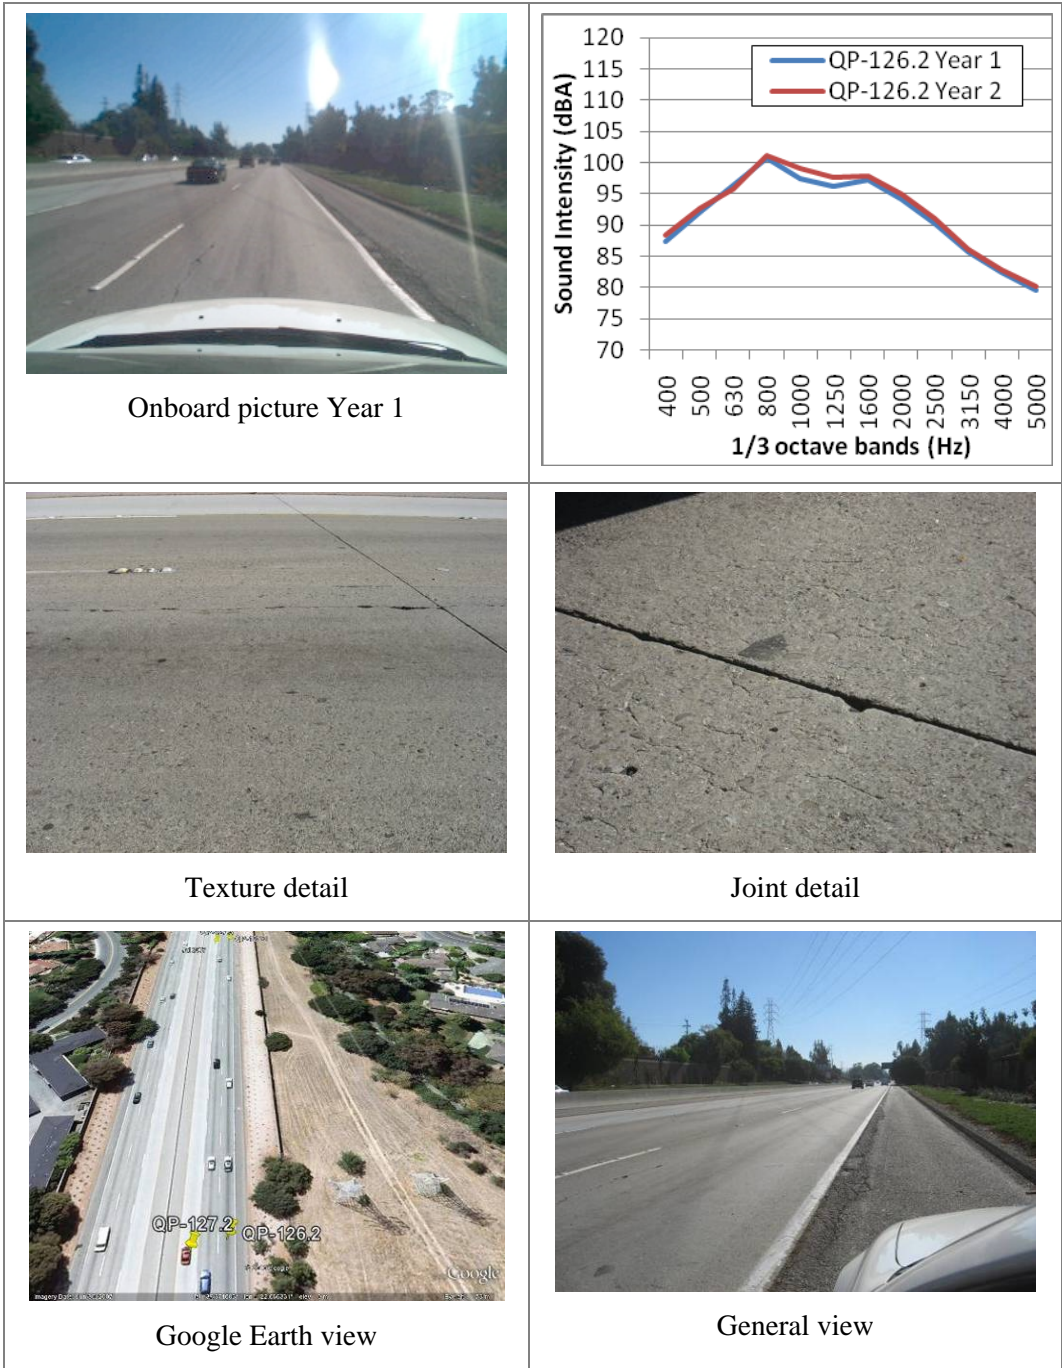 Onboard picture Year 1
Sound Intensity (dBA)
120
115
110
105
100
95
90
85
80
75
70
QP-126.2 Year 1
QP-126.2 Year 2
400
500
630
800
1000
1250
1600
2000
2500
3150
4000
5000
1/3 octave bands (Hz)
Texture detail
Joint detail
QP-127.2
QP-126.2
Google
Google Earth view
General view